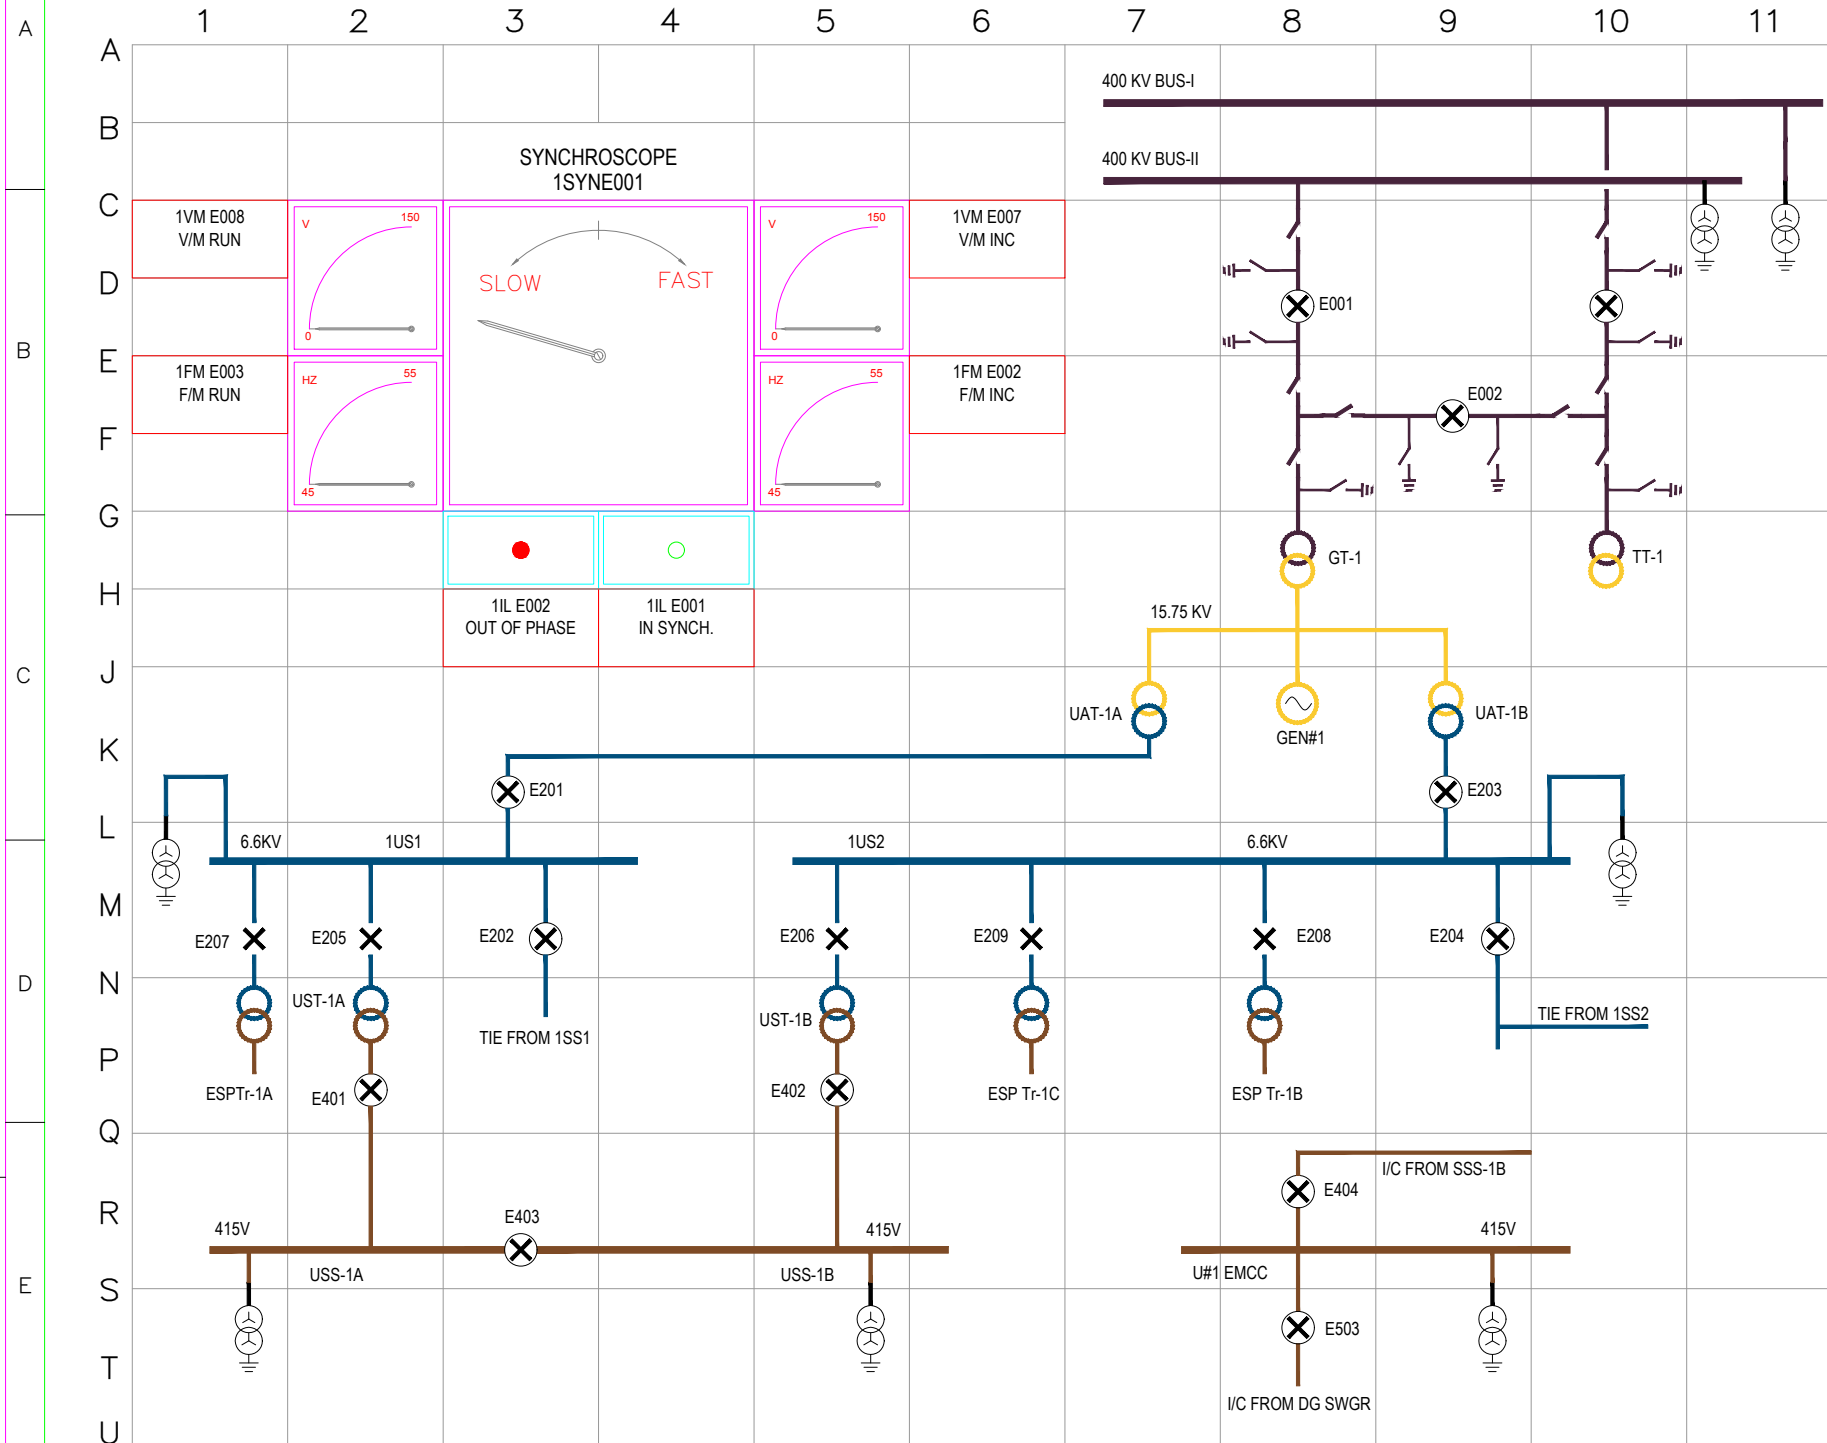 1 2 3 4 5 6 7 8 9 10 11
A
A
400 KV BUS-I
B
400 KV BUS-II
SYNCHROSCOPE
1SYNE001
C
1VM E008
V/M RUN
V 150
0
SLOW FAST
V 150
0
1VM E007
V/M INC
D
E001
B
E
1FM E003
F/M RUN
HZ 55
45
HZ 55
45
1FM E002
F/M INC
E002
F
G
GT-1
TT-1
H
1IL E002
OUT OF PHASE
1IL E001
IN SYNCH.
15.75 KV
C
J
UAT-1A
GEN#1
UAT-1B
K
E201
E203
L
6.6KV
1US1
1US2
6.6KV
M
E207
E205
E202
E206
E209
E208
E204
D
N
UST-1A
UST-1B
TIE FROM 1SS1
TIE FROM 1SS2
P
ESPTr-1A
E401
E402
ESP Tr-1C
ESP Tr-1B
Q
I/C FROM SSS-1B
E404
R
415V
E403
415V
415V
USS-1A
USS-1B
U#1 EMCC
E
S
E503
T
I/C FROM DG SWGR
U